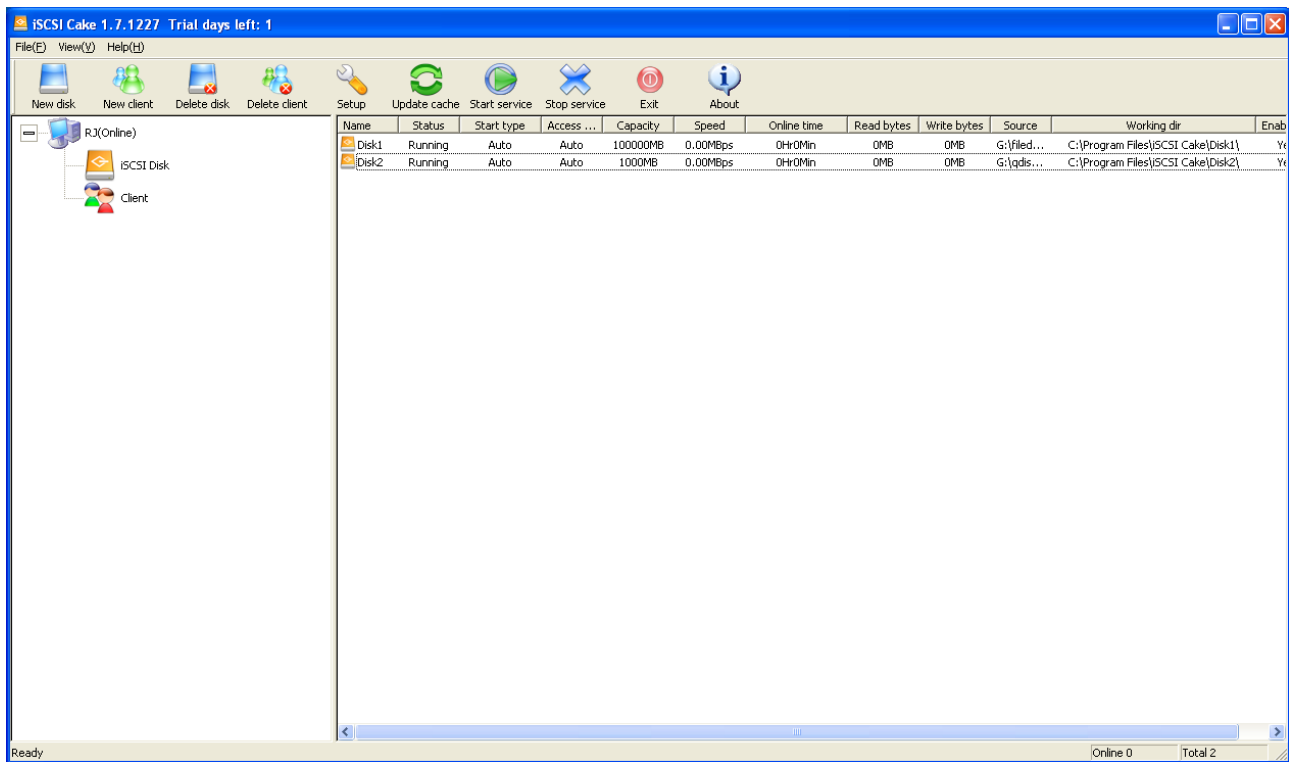 iSCSI Cake 1.7.1227 Trial days left: 1
File(F) View(V) Help(H)
New disk New client Delete disk Delete client Setup Update cache Start service Stop service Exit About
RJ(Online)
iSCSI Disk
Client
Name Status Start type Access ... Capacity Speed Online time Read bytes Write bytes Source Working dir Enab
Disk1 Running Auto Auto 100000MB 0.00MBps 0Hr0Min 0MB 0MB G:\filed... C:\Program Files\iSCSI Cake\Disk1\ Ye
Disk2 Running Auto Auto 1000MB 0.00MBps 0Hr0Min 0MB 0MB G:\qdis... C:\Program Files\iSCSI Cake\Disk2\ Ye
Ready Online 0 Total 2